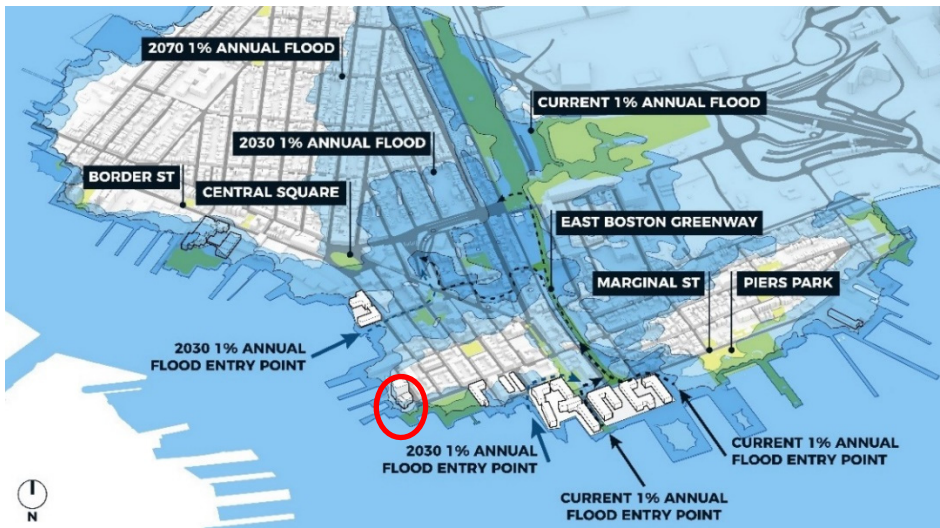 2070 1% ANNUAL FLOOD
CURRENT 1% ANNUAL FLOOD
2030 1% ANNUAL FLOOD
BORDER ST
CENTRAL SQUARE
EAST BOSTON GREENWAY
MARGINAL ST
PIERS PARK
2030 1% ANNUAL
FLOOD ENTRY POINT
2030 1% ANNUAL
FLOOD ENTRY POINT
CURRENT 1% ANNUAL
FLOOD ENTRY POINT
CURRENT 1% ANNUAL
FLOOD ENTRY POINT
N